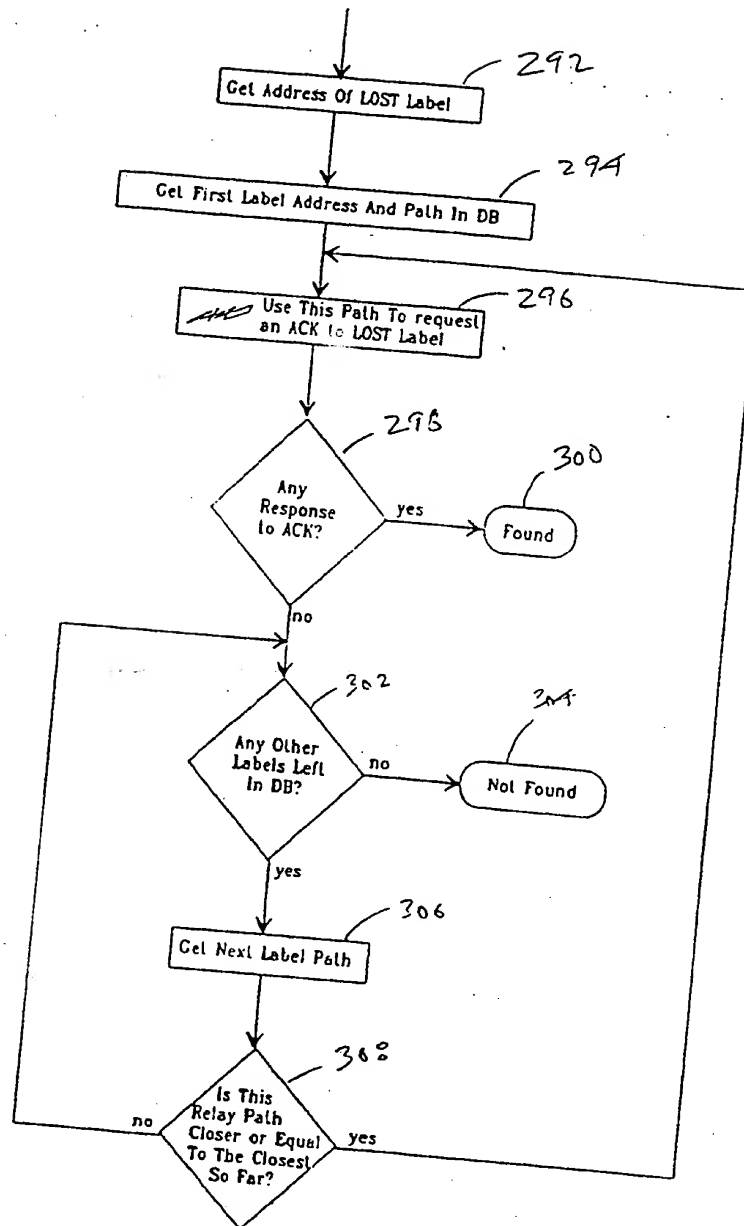 292
Get Address Of LOST Label
294
Get First Label Address And Path In DB
296
Use This Path To request
an ACK to LOST Label
298
Any
Response
to ACK?
yes
300
Found
no
302
Any Other
Labels Left
In DB?
no
304
Not Found
yes
306
Get Next Label Path
308
Is This
Relay Path
Closer or Equal
To The Closest
So Far?
no
yes